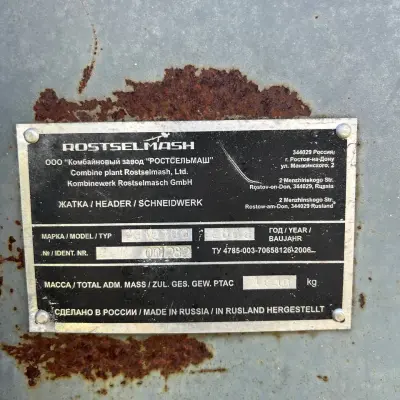 ROSTSELMASH
ООО "Комбайновый завод "РОСТСЕЛЬМАШ"
Combine plant Rostselmash, Ltd.
Kombinewerk Rostselmasch GmbH
344029 Россия
г. Ростов-на-Дону
ул. Менжинского, 2
2 Menzhinskogo Str.
Rostov-on-Don, 344029, Russia
2 Menzhinskogo Str.
Rostow-am-Don, 344029 Rusland
ЖАТКА / HEADER / SCHNEIDWERK
МАРКА / MODEL / TYP
ГОД / YEAR /
BAUJAHR
№ / IDENT. NR.
ТУ 4785-003-70658126-2006
МАССА / TOTAL ADM. MASS / ZUL. GES. GEW. PTAC
kg
СДЕЛАНО В РОССИИ / MADE IN RUSSIA / IN RUSLAND HERGESTELLT